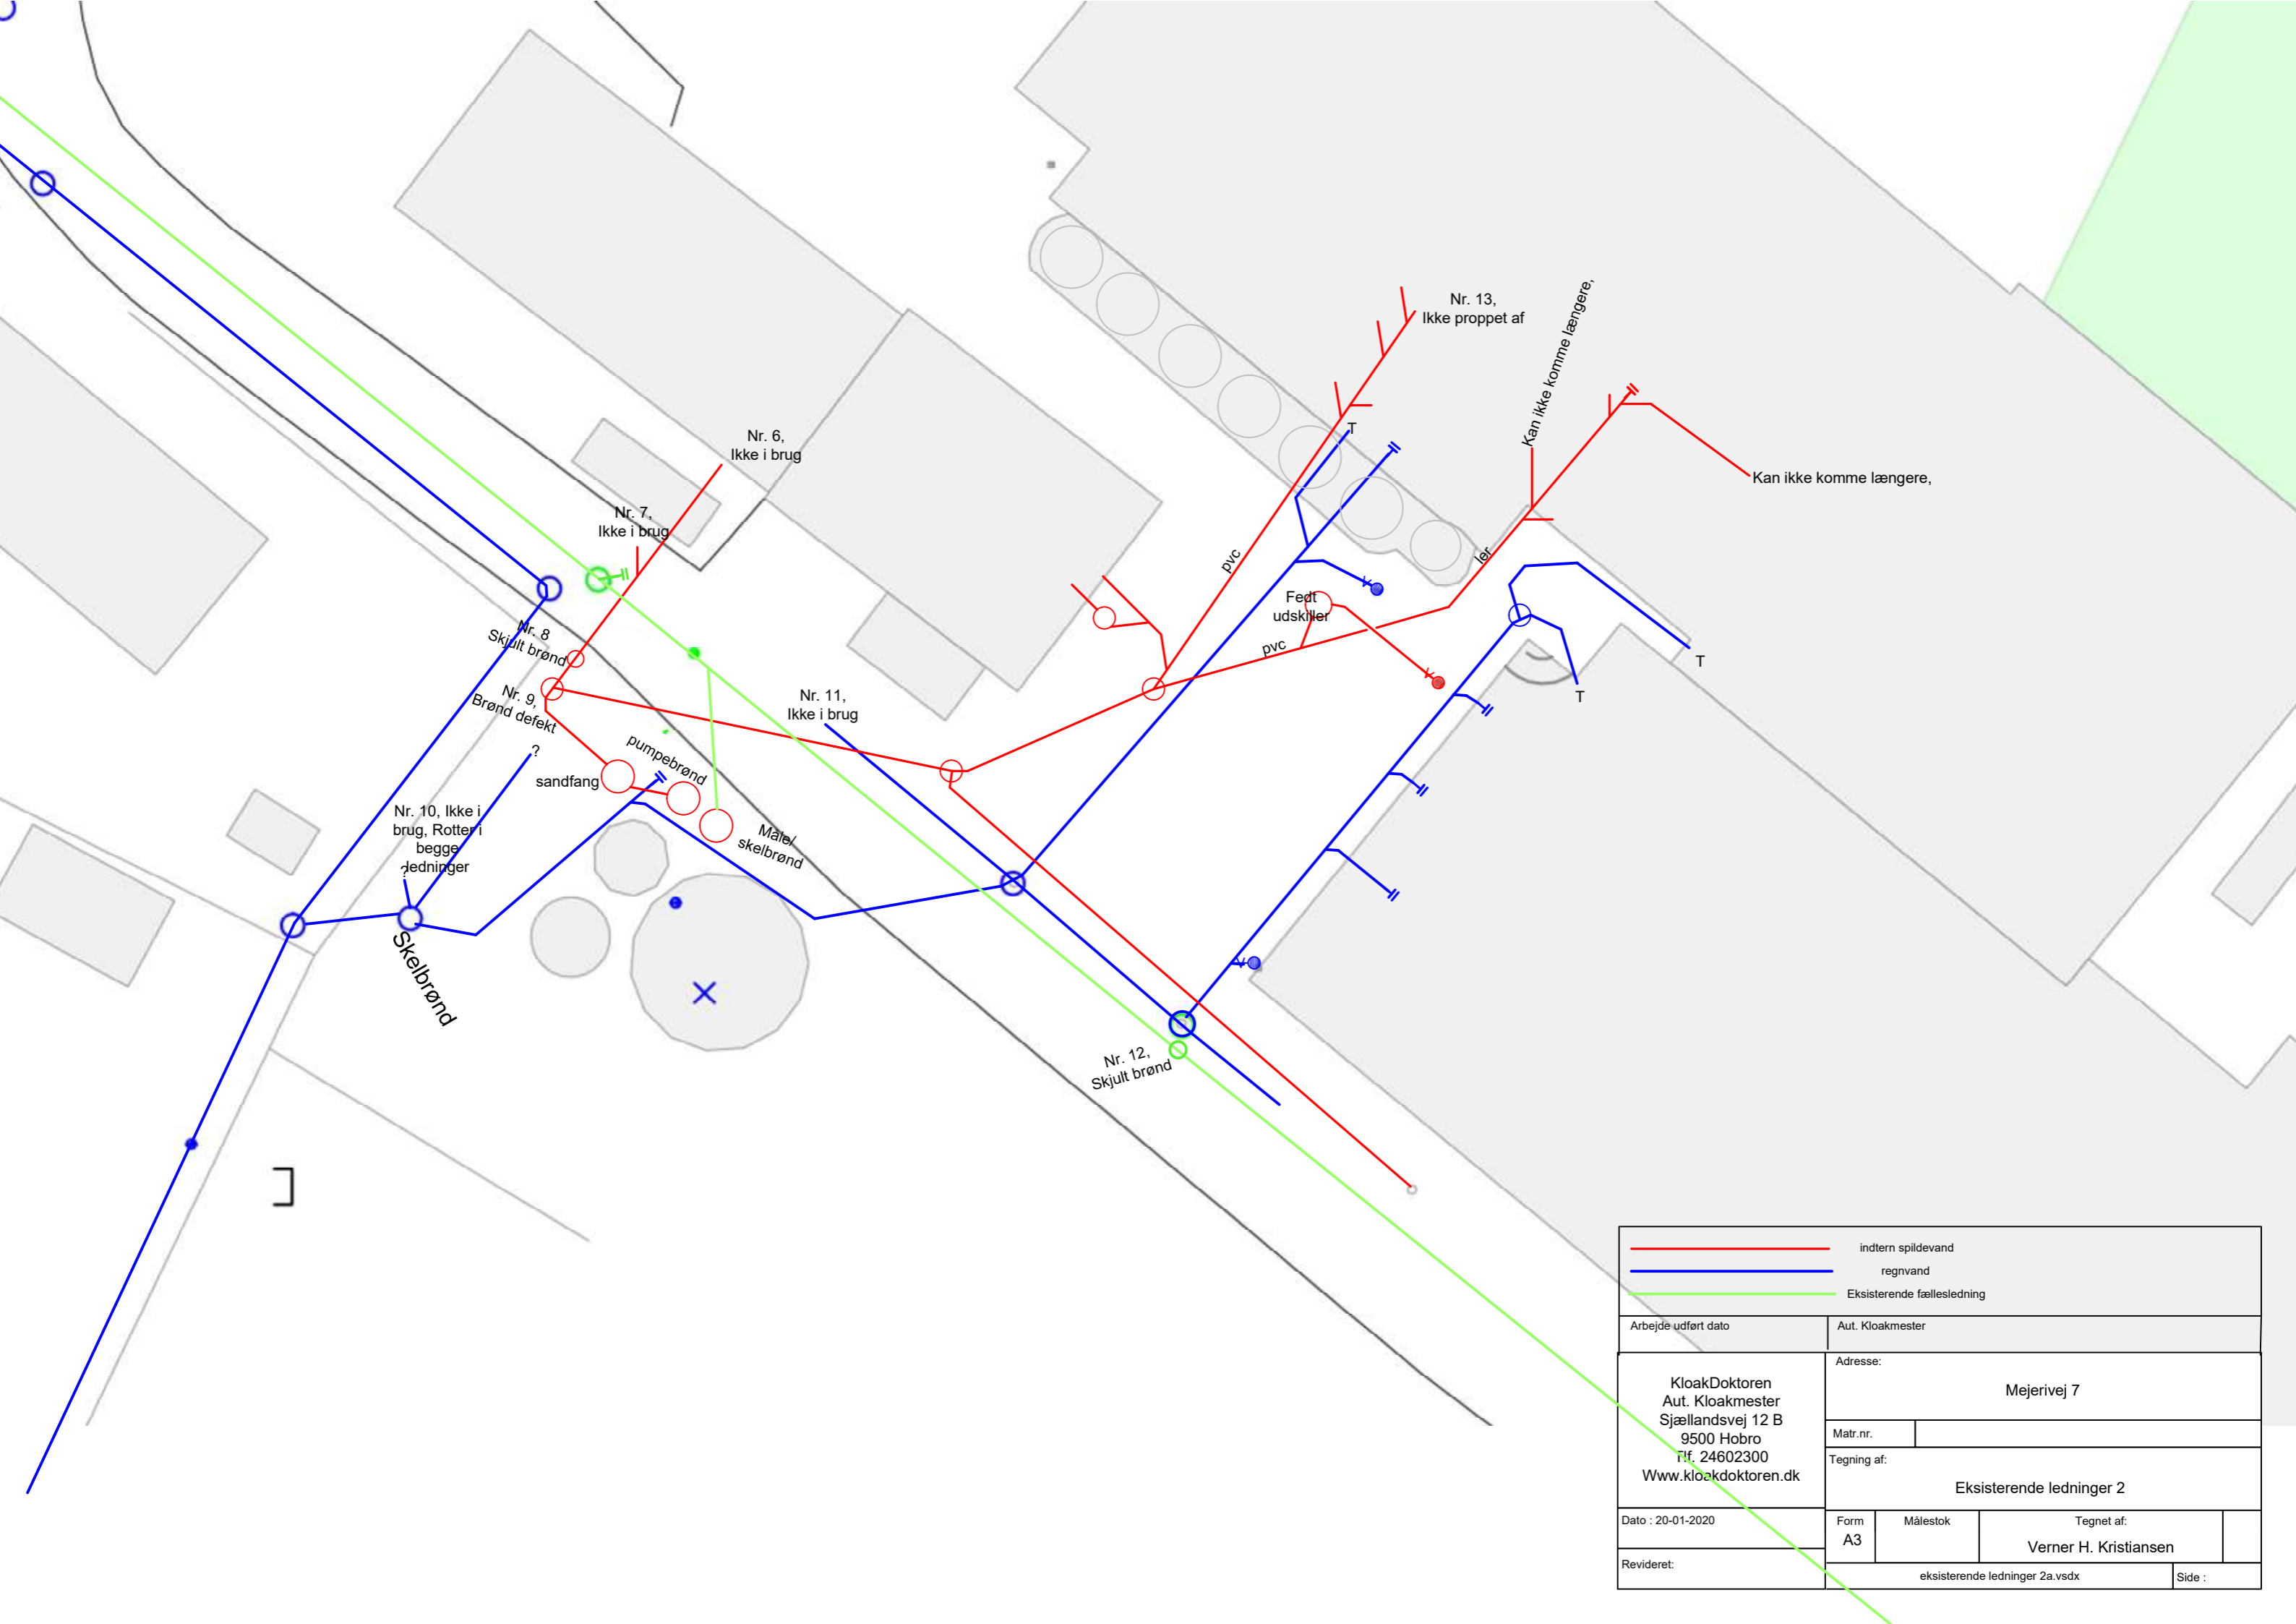 Nr. 13,
Ikke proppet af
Kan ikke komme længere,
Nr. 6,
Ikke i brug
T
Kan ikke komme længere,
Nr. 7,
Ikke i brug
pvc
ler
Fedt
udskiller
Nr. 8
Skjult brønd
pvc
T
T
Nr. 9,
Brønd defekt
Nr. 11,
Ikke i brug
?
pumpebrønd
sandfang
Nr. 10, Ikke i
brug, Rotter i
begge
ledninger
?
Måle/
skelbrønd
Skelbrønd
Nr. 12,
Skjult brønd
indtern spildevand
regnvand
Eksisterende fællesledning
Arbejde udført dato
Aut. Kloakmester
KloakDoktoren
Aut. Kloakmester
Sjællandsvej 12 B
9500 Hobro
Tlf. 24602300
Www.kloakdoktoren.dk
Adresse:
Mejerivej 7
Matr.nr.
Tegning af:
Eksisterende ledninger 2
Dato : 20-01-2020
Form
A3
Målestok
Tegnet af:
Verner H. Kristiansen
Revideret:
eksisterende ledninger 2a.vsdx
Side :